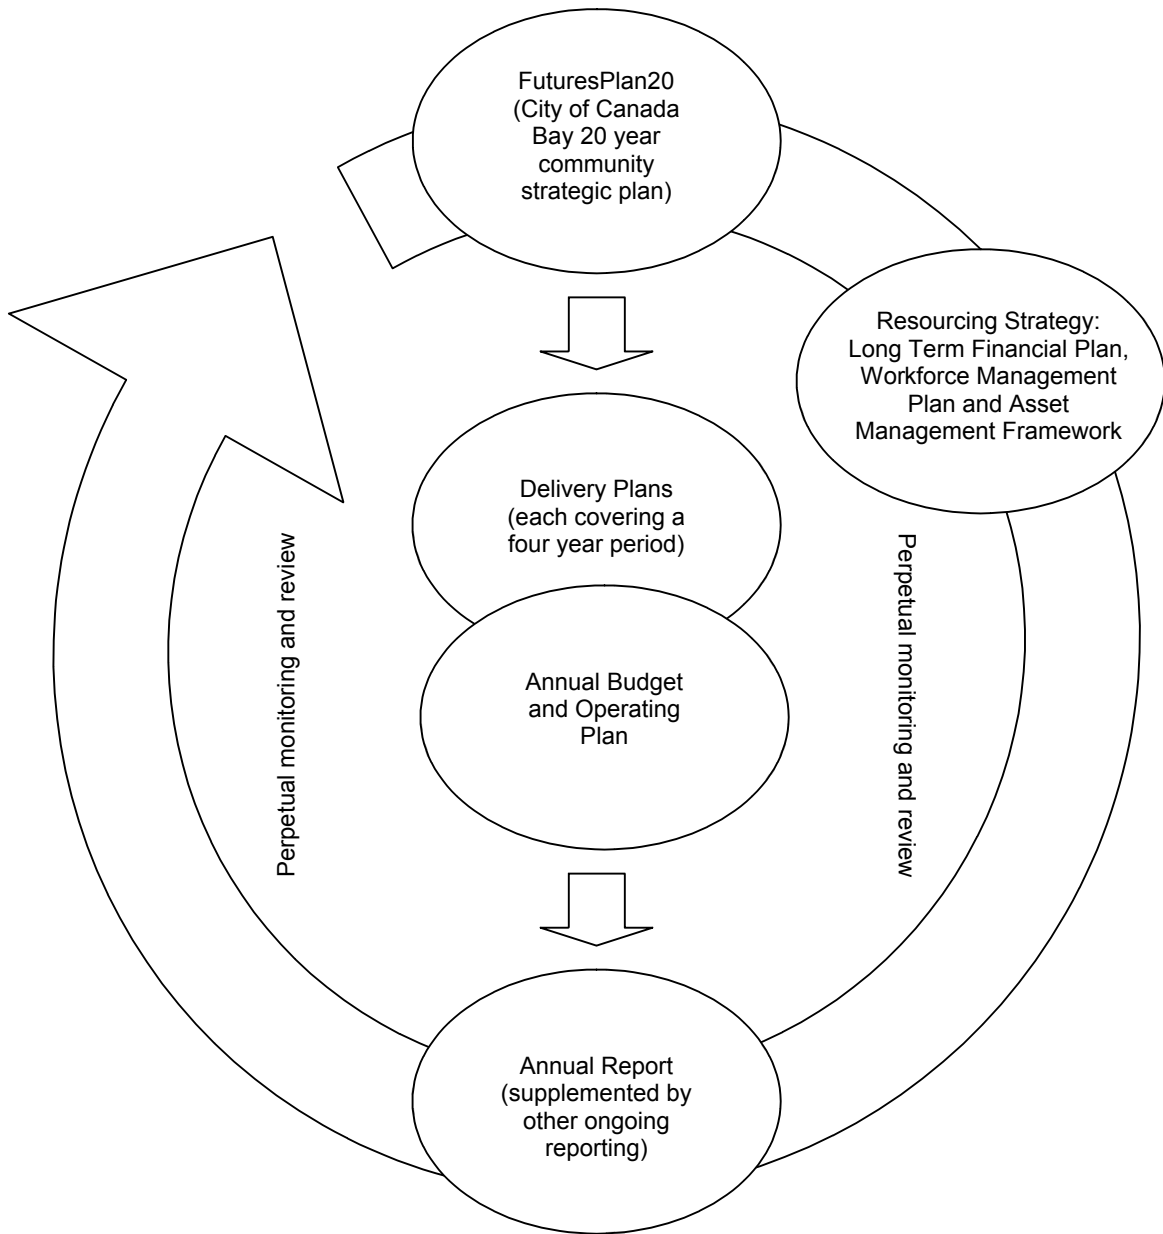 FuturesPlan20
(City of Canada
Bay 20 year
community
strategic plan)
Resourcing Strategy:
Long Term Financial Plan,
Workforce Management
Plan and Asset
Management Framework
Delivery Plans
(each covering a
four year period)
Perpetual monitoring and review
Perpetual monitoring and review
Annual Budget
and Operating
Plan
Annual Report
(supplemented by
other ongoing
reporting)